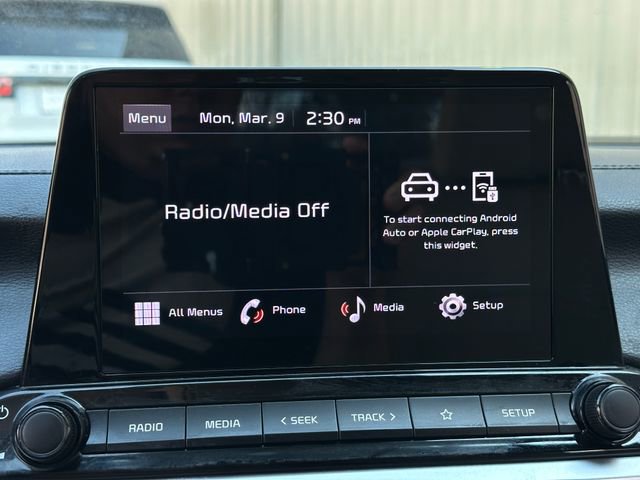 Menu Mon, Mar. 9 2:30 PM
Radio/Media Off
To start connecting Android
Auto or Apple CarPlay, press
this widget.
All Menus Phone Media Setup
RADIO MEDIA < SEEK TRACK > SETUP